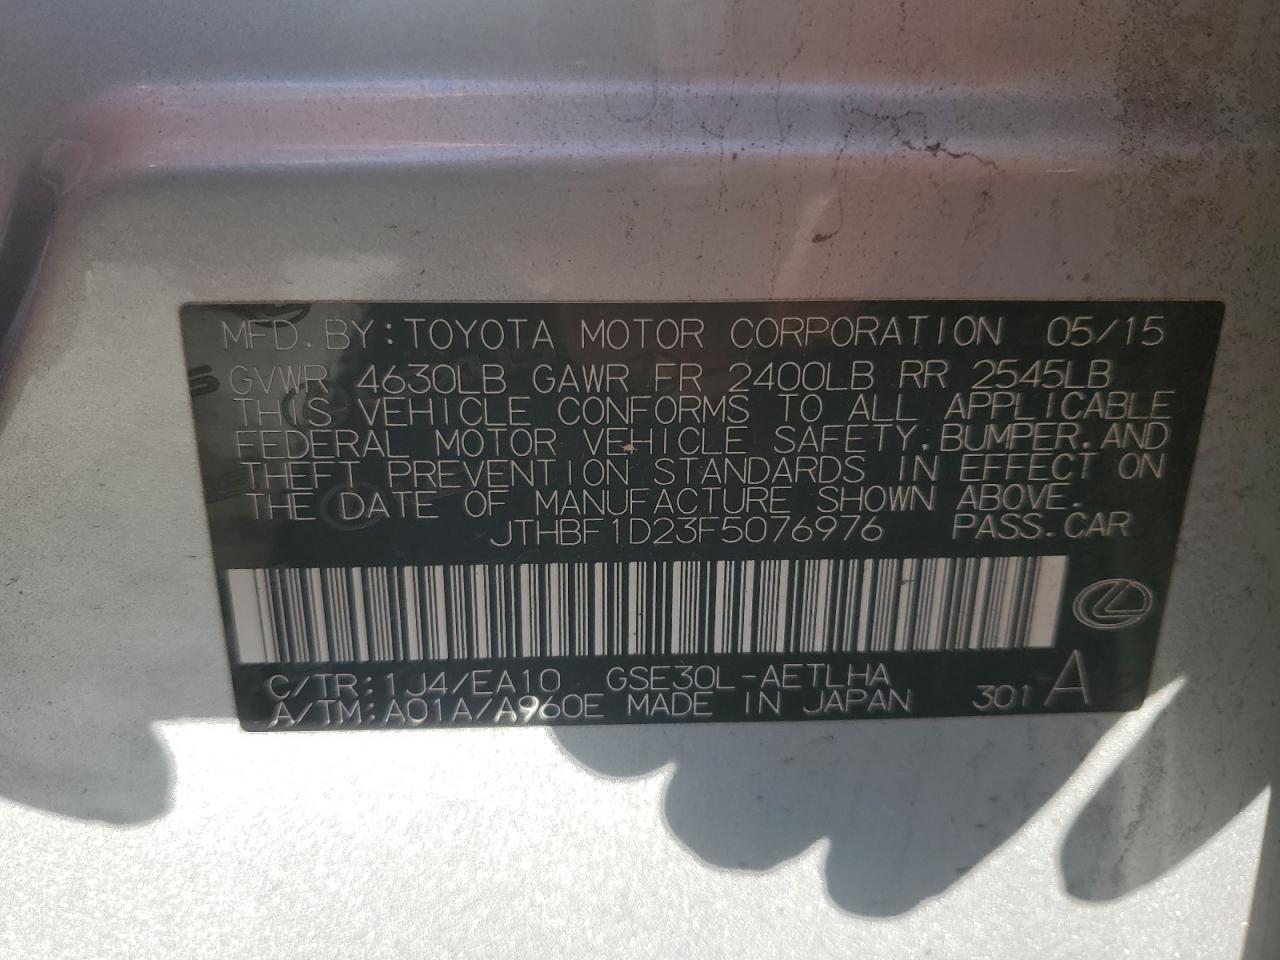 MFD. BY: TOYOTA MOTOR CORPORATION 05/15
GVWR 4630LB GAWR FR 2400LB RR 2545LB
THIS VEHICLE CONFORMS TO ALL APPLICABLE
FEDERAL MOTOR VEHICLE SAFETY, BUMPER, AND
THEFT PREVENTION STANDARDS IN EFFECT ON
THE DATE OF MANUFACTURE SHOWN ABOVE.
JTHBF1D23F5076976 PASS. CAR
C/TR: 1J4/EA10 GSE30L-AETLHA
A/TM: A01A/A960E MADE IN JAPAN 301 A